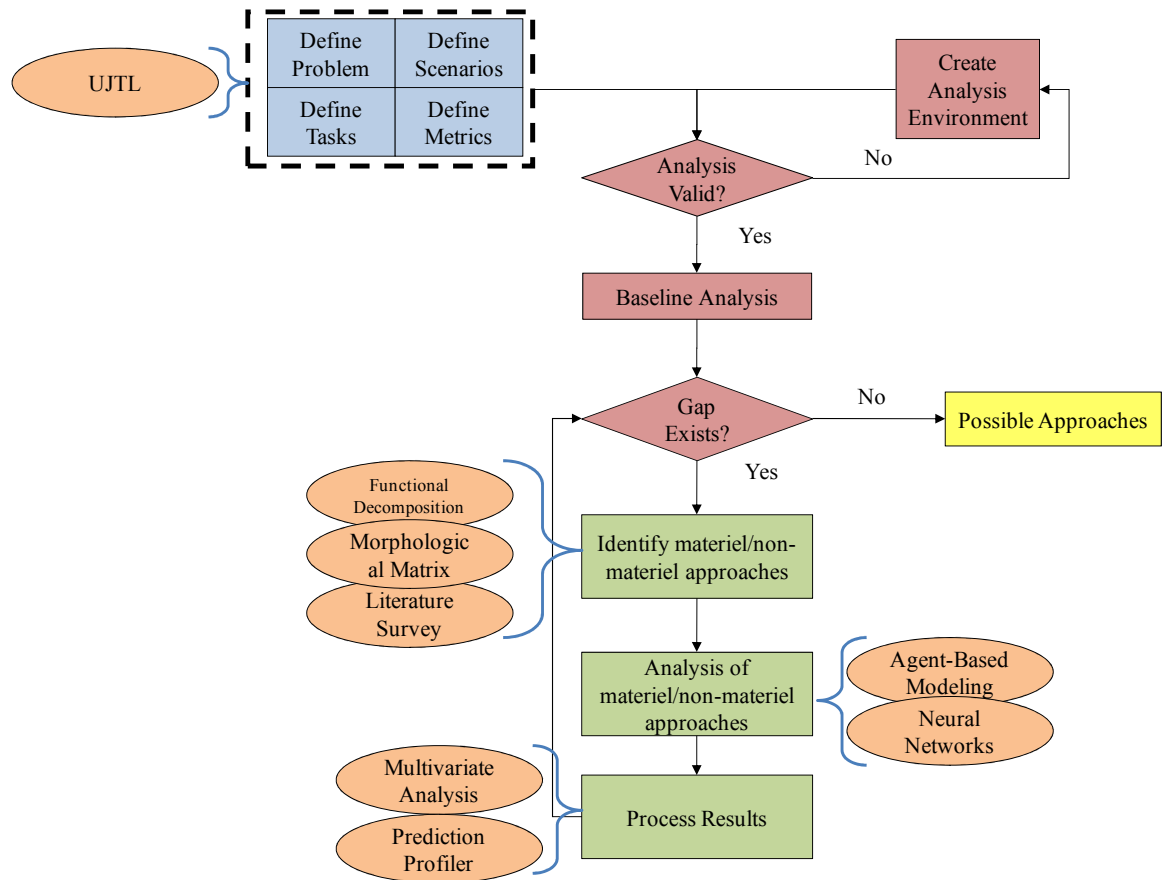 UJTL
Define
Problem
Define
Scenarios
Define
Tasks
Define
Metrics
Create
Analysis
Environment
Analysis
Valid?
No
Yes
Baseline Analysis
Gap
Exists?
No
Possible Approaches
Yes
Functional
Decomposition
Morphologic
al Matrix
Literature
Survey
Identify materiel/non-
materiel approaches
Analysis of
materiel/non-materiel
approaches
Agent-Based
Modeling
Neural
Networks
Multivariate
Analysis
Prediction
Profiler
Process Results